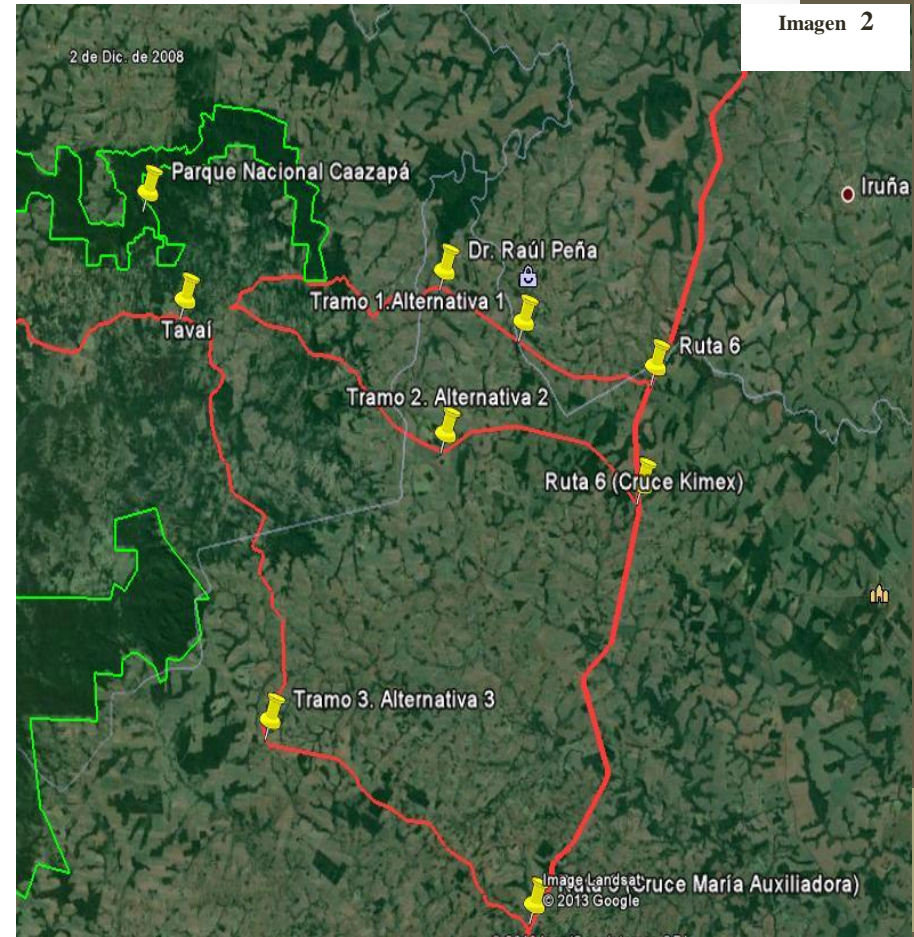 Imagen 2
2 de Dic. de 2008
Parque Nacional Caazapá
Iruña
Dr. Raúl Peña
Tramo 1.Alternativa 1
Tavaí
Ruta 6
Tramo 2. Alternativa 2
Ruta 6 (Cruce Kimex)
Tramo 3. Alternativa 3
Image Landsat
(Cruce María Auxiliadora)
© 2013 Google